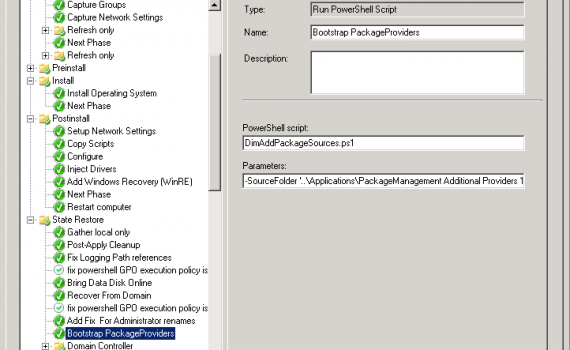 Capture Groups
Capture Network Settings
Refresh only
Next Phase
Refresh only
Preinstall
Install
Install Operating System
Next Phase
Postinstall
Setup Network Settings
Copy Scripts
Configure
Inject Drivers
Add Windows Recovery (WinRE)
Next Phase
Restart computer
State Restore
Gather local only
Post-Apply Cleanup
Fix Logging Path references
fix powershell GPO execution policy is
Bring Data Disk Online
Recover From Domain
fix powershell GPO execution policy is
Add Fix For Administrator renames
Bootstrap PackageProviders
Domain Controller
Type: Run PowerShell Script
Name: Bootstrap PackageProviders
Description:
PowerShell script:
DimAddPackageSources.ps1
Parameters:
-SourceFolder '..\Applications\PackageManagement Additional Providers 1